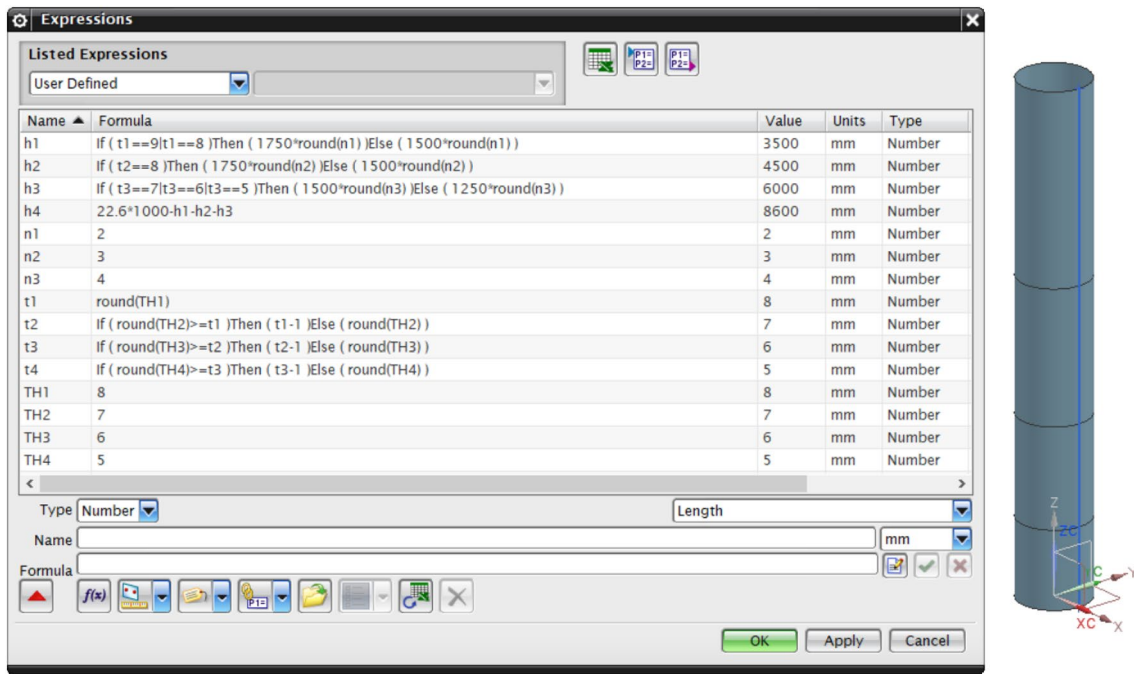 Expressions
Listed Expressions
User Defined
P1= P2= P1= P2=
Name Formula Value Units Type
h1 If ( t1==9|t1==8 )Then ( 1750*round(n1) )Else ( 1500*round(n1) ) 3500 mm Number
h2 If ( t2==8 )Then ( 1750*round(n2) )Else ( 1500*round(n2) ) 4500 mm Number
h3 If ( t3==7|t3==6|t3==5 )Then ( 1500*round(n3) )Else ( 1250*round(n3) ) 6000 mm Number
h4 22.6*1000-h1-h2-h3 8600 mm Number
n1 2 2 mm Number
n2 3 3 mm Number
n3 4 4 mm Number
t1 round(TH1) 8 mm Number
t2 If ( round(TH2)>=t1 )Then ( t1-1 )Else ( round(TH2) ) 7 mm Number
t3 If ( round(TH3)>=t2 )Then ( t2-1 )Else ( round(TH3) ) 6 mm Number
t4 If ( round(TH4)>=t3 )Then ( t3-1 )Else ( round(TH4) ) 5 mm Number
TH1 8 8 mm Number
TH2 7 7 mm Number
TH3 6 6 mm Number
TH4 5 5 mm Number
Type Number Length
Name mm
Formula
f(x) P1=
OK Apply Cancel
Z
ZC
YC Y
XC X